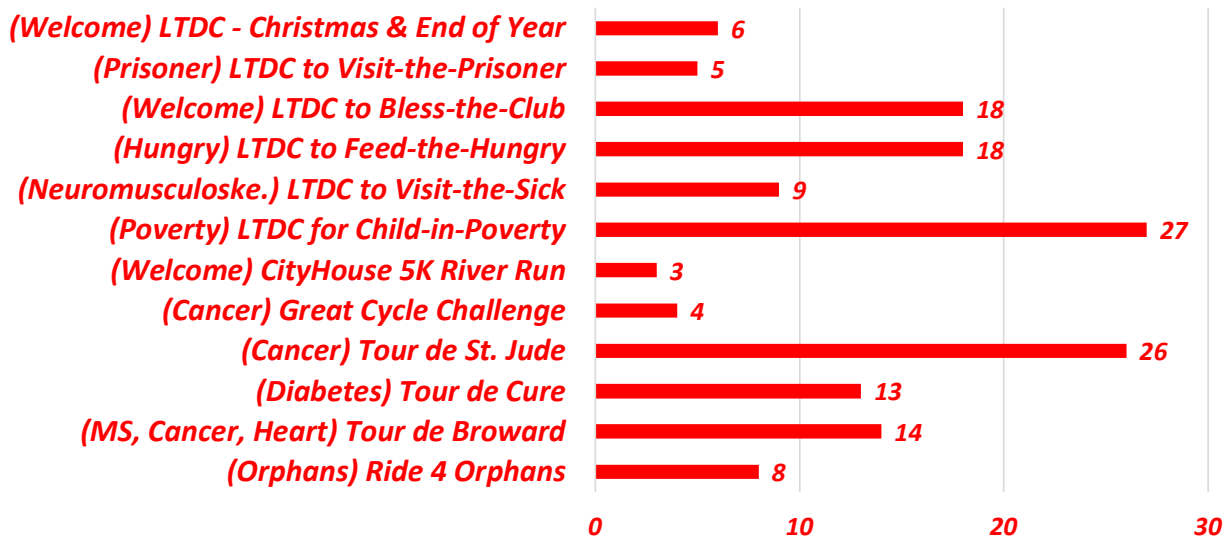 (Welcome) LTDC - Christmas & End of Year 6
(Prisoner) LTDC to Visit-the-Prisoner 5
(Welcome) LTDC to Bless-the-Club 18
(Hungry) LTDC to Feed-the-Hungry 18
(Neuromusculoske.) LTDC to Visit-the-Sick 9
(Poverty) LTDC for Child-in-Poverty 27
(Welcome) CityHouse 5K River Run 3
(Cancer) Great Cycle Challenge 4
(Cancer) Tour de St. Jude 26
(Diabetes) Tour de Cure 13
(MS, Cancer, Heart) Tour de Broward 14
(Orphans) Ride 4 Orphans 8
0 10 20 30